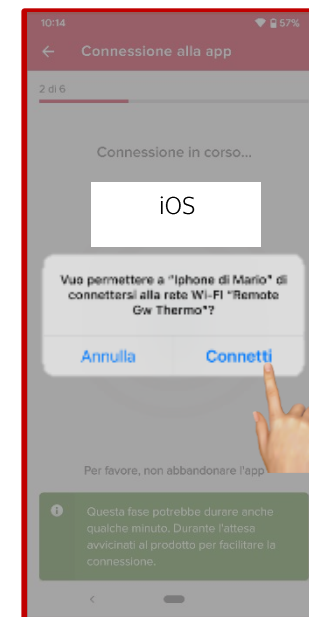 10:14
57%
Connessione alla app
2 di 6
Connessione in corso...
iOS
Vuo permettere a "Iphone di Mario" di
connettersi alla rete Wi-Fi "Remote
Gw Thermo"?
Annulla
Connetti
Per favore, non abbandonare l'app
Questa fase potrebbe durare anche
qualche minuto. Durante l'attesa
avvicinati al prodotto per facilitare la
connessione.